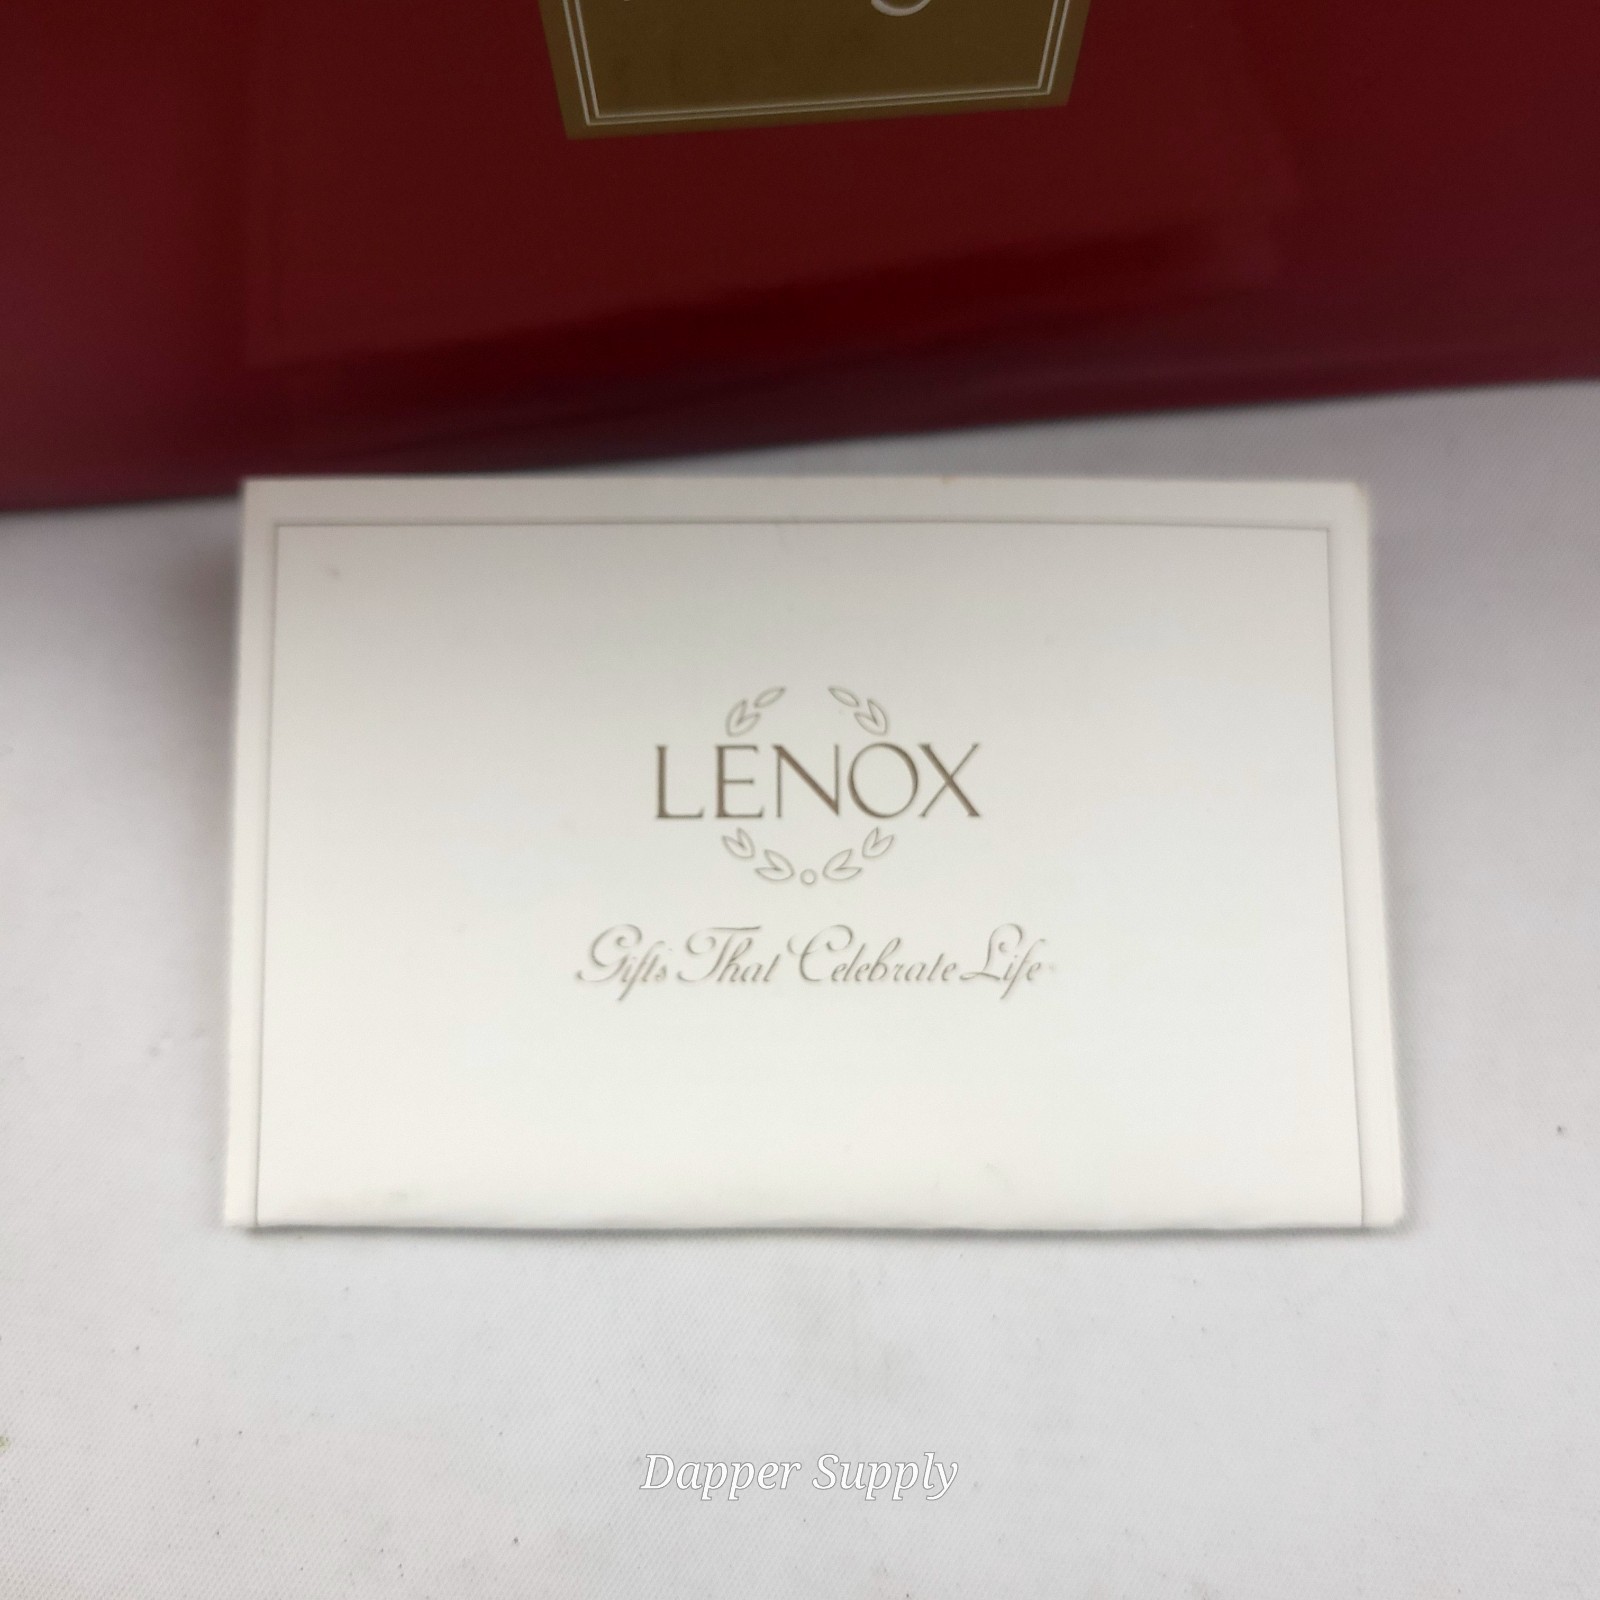 LENOX
Gifts That Celebrate Life
Dapper Supply